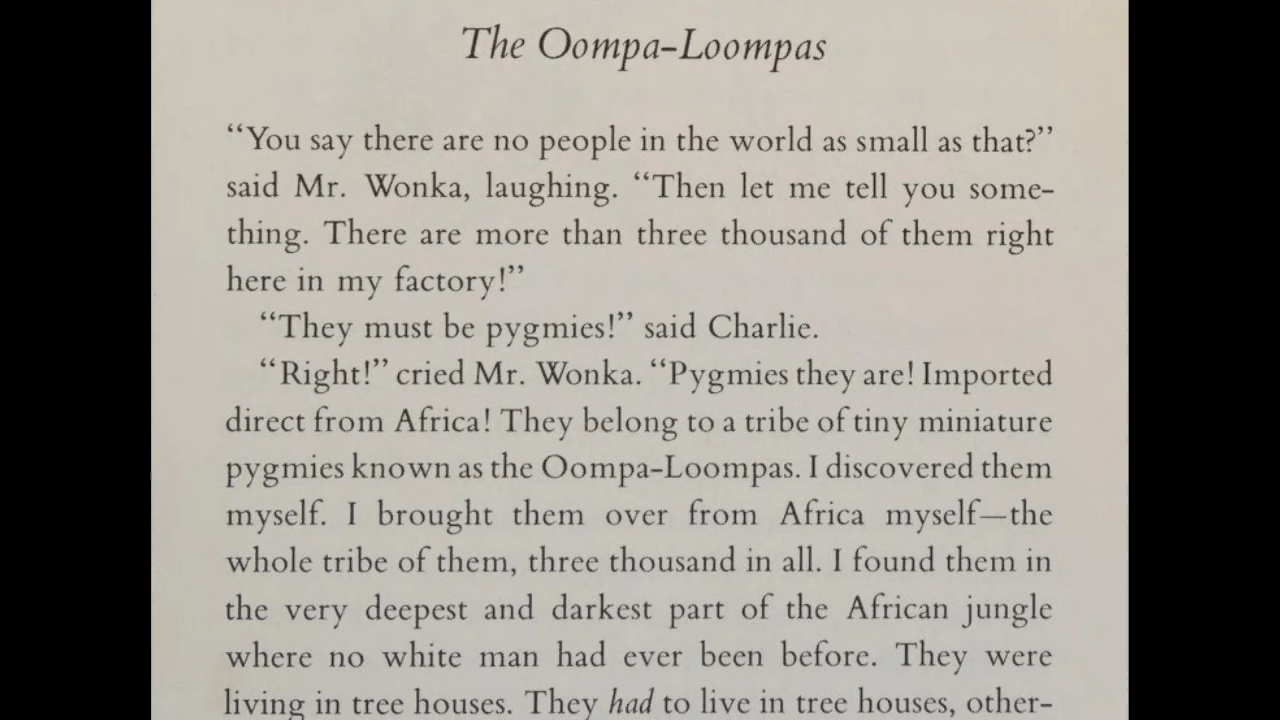 The Oompa-Loompas
“You say there are no people in the world as small as that?”
said Mr. Wonka, laughing. “Then let me tell you some-
thing. There are more than three thousand of them right
here in my factory!”
“They must be pygmies!” said Charlie.
“Right!” cried Mr. Wonka. “Pygmies they are! Imported
direct from Africa! They belong to a tribe of tiny miniature
pygmies known as the Oompa-Loompas. I discovered them
myself. I brought them over from Africa myself—the
whole tribe of them, three thousand in all. I found them in
the very deepest and darkest part of the African jungle
where no white man had ever been before. They were
living in tree houses. They had to live in tree houses, other-